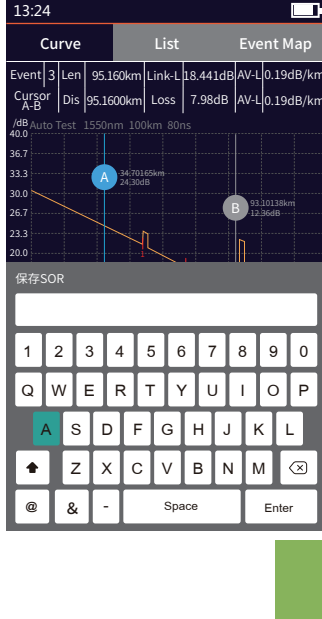 13:24
Curve List Event Map
Event 3 Len 95.160km Link-L 18.441dB AV-L 0.19dB/km
Cursor A-B Dis 95.1600km Loss 7.98dB AV-L 0.19dB/km
/dB Auto Test 1550nm 100km 80ns
40.0
36.7
33.3
30.0
26.7
23.3
20.0
A 34.70165km
24.30dB
B 93.10138km
12.36dB
保存SOR
1 2 3 4 5 6 7 8 9 0
Q W E R T Y U I O P
A S D F G H J K L
Z X C V B N M
@ & - Space Enter